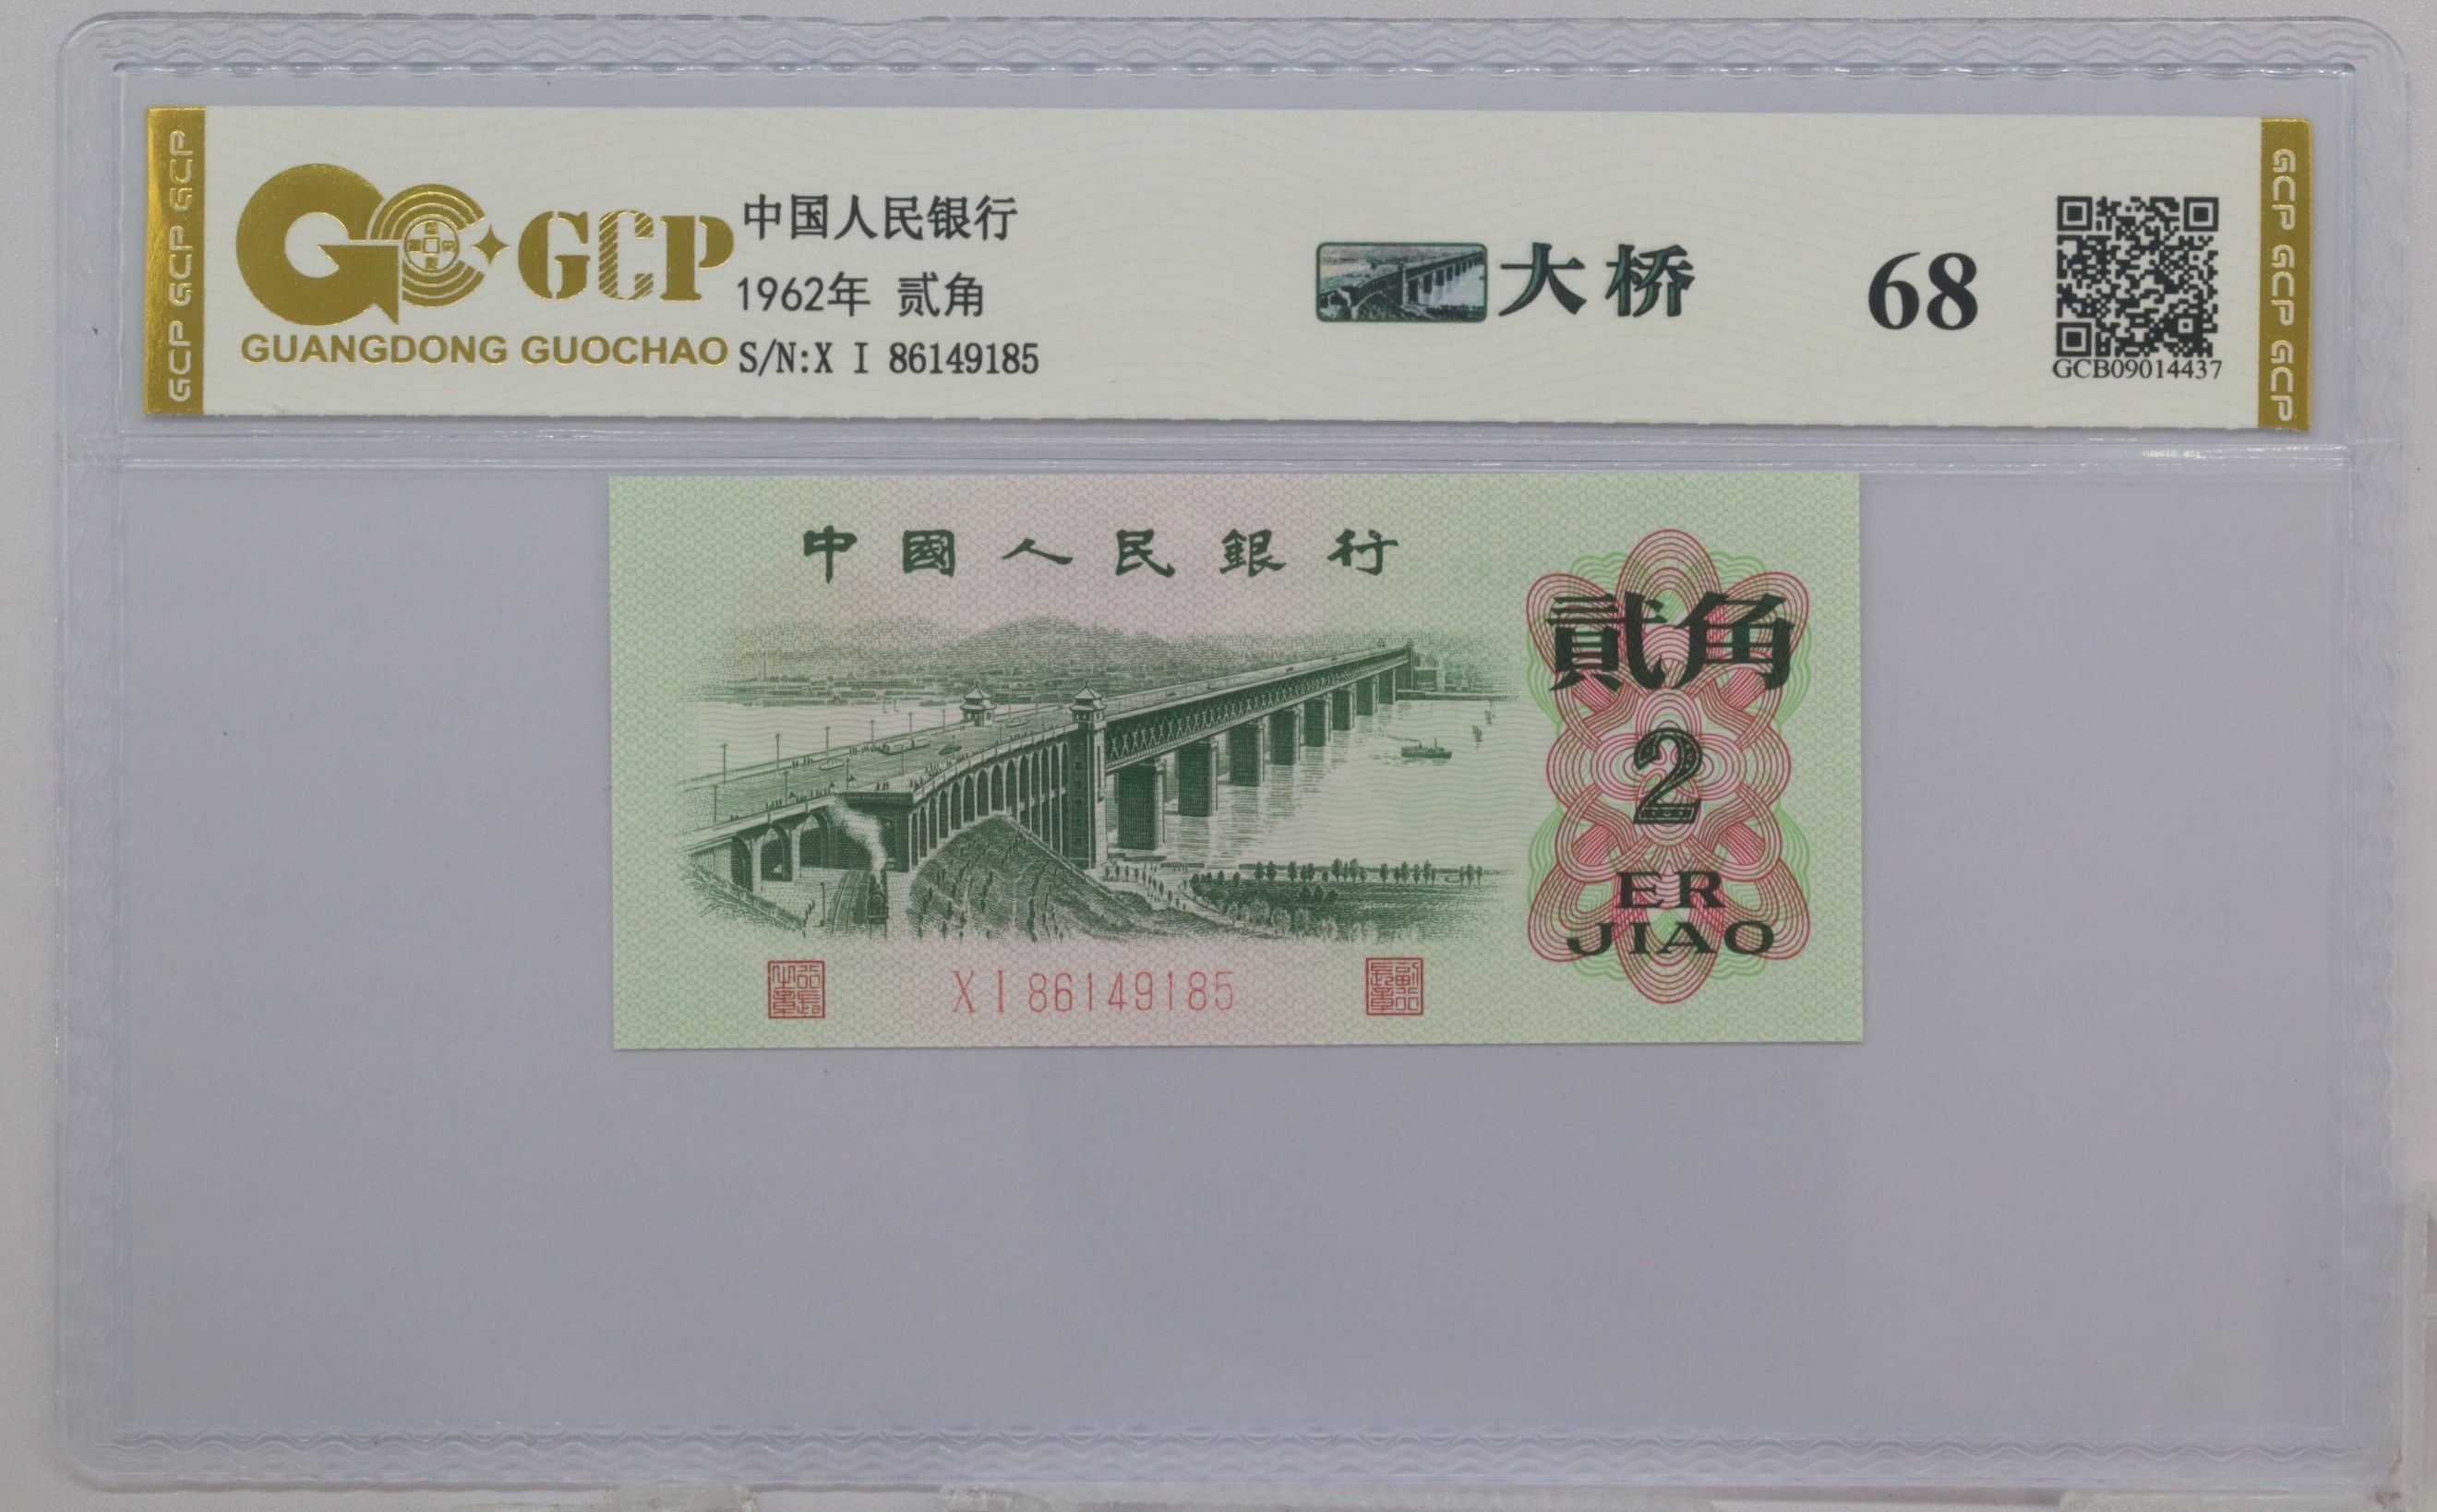 GCP GCP GCP
GCP
GUANGDONG GUOCHAO
中国人民银行
1962年 贰角
S/N:X I 86149185
大桥
68
GCB09014437
GCP GCP GCP
中國人民銀行
貳角
2
ER
JIAO
X I 86149185